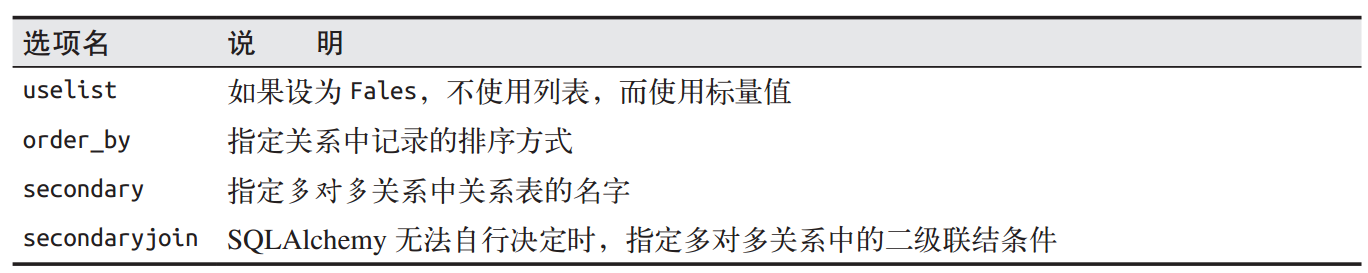 选项名 说 明
uselist 如果设为 Fales，不使用列表，而使用标量值
order_by 指定关系中记录的排序方式
secondary 指定多对多关系中关系表的名字
secondaryjoin SQLAlchemy 无法自行决定时，指定多对多关系中的二级联结条件